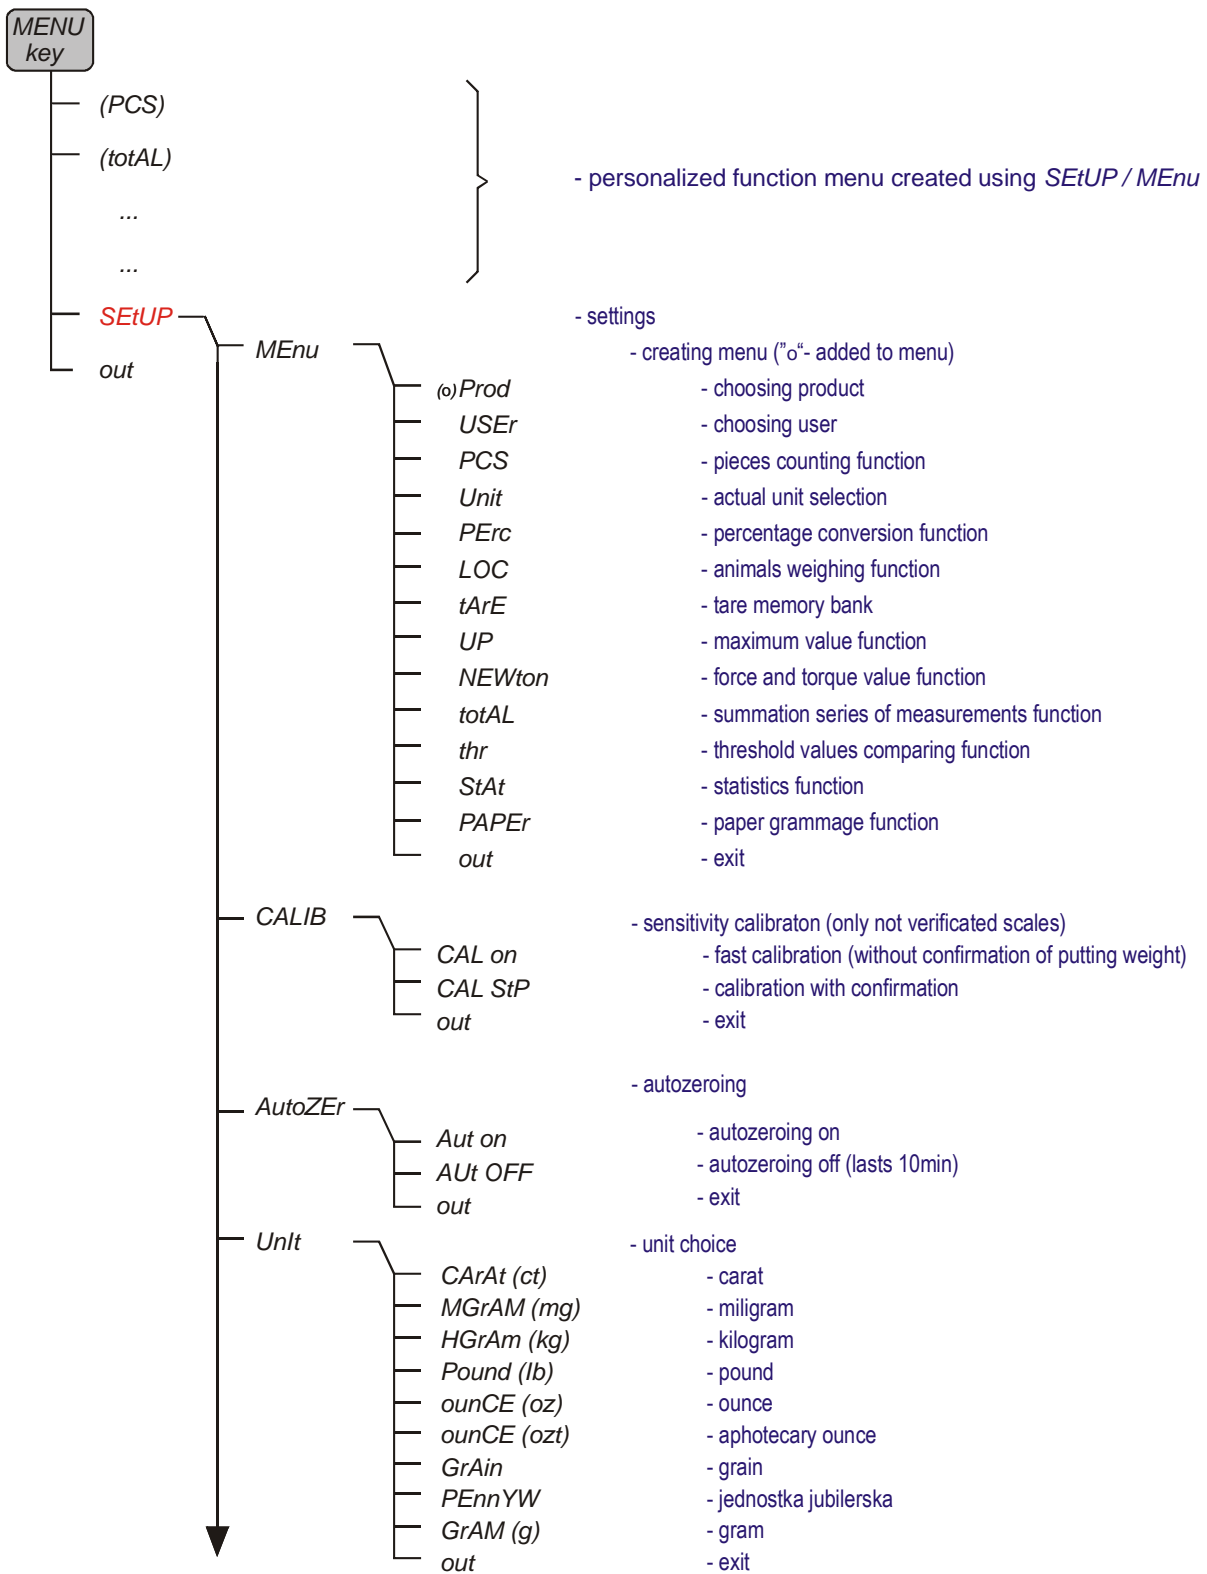 MENU
key
(PCS)
(totAL)
- personalized function menu created using SEtUP / MEnu
...
...
SEtUP - settings
MEnu - creating menu ("o"- added to menu)
out
(o) Prod - choosing product
USEr - choosing user
PCS - pieces counting function
Unit - actual unit selection
PErc - percentage conversion function
LOC - animals weighing function
tArE - tare memory bank
UP - maximum value function
NEWton - force and torque value function
totAL - summation series of measurements function
thr - threshold values comparing function
StAt - statistics function
PAPEr - paper grammage function
out - exit
CALIB - sensitivity calibraton (only not verificated scales)
CAL on - fast calibration (without confirmation of putting weight)
CAL StP - calibration with confirmation
out - exit
AutoZEr - autozeroing
Aut on - autozeroing on
AUt OFF - autozeroing off (lasts 10min)
out - exit
UnIt - unit choice
CArAt (ct) - carat
MGrAM (mg) - miligram
HGrAm (kg) - kilogram
Pound (lb) - pound
ounCE (oz) - ounce
ounCE (ozt) - aphotecary ounce
GrAin - grain
PEnnYW - jednostka jubilerska
GrAM (g) - gram
out - exit